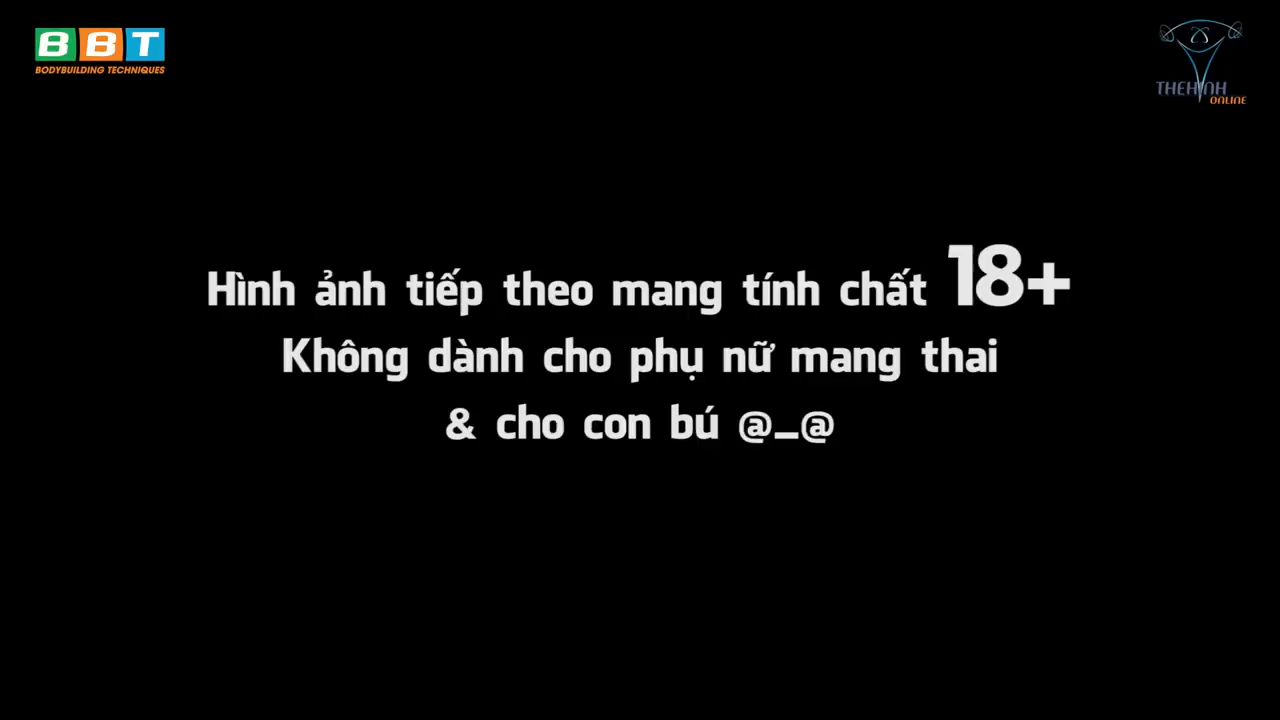 BBT
BODYBUILDING TECHNIQUES
THEHINH
ONLINE
Hình ảnh tiếp theo mang tính chất 18+
Không dành cho phụ nữ mang thai
& cho con bú @_@